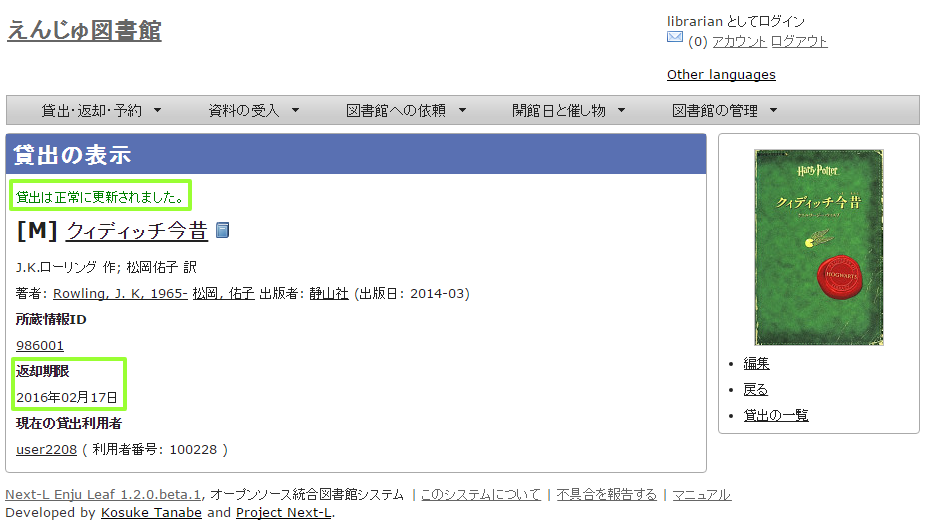 えんじゅ図書館
librarian としてログイン
(0) アカウント ログアウト
Other languages
貸出・返却・予約 資料の受入 図書館への依頼 開館日と催し物 図書館の管理
貸出の表示
貸出は正常に更新されました。
[M] クィディッチ今昔
J.K.ローリング 作; 松岡佑子 訳
著者: Rowling, J. K, 1965- 松岡, 佑子 出版者: 静山社 (出版日: 2014-03)
所蔵情報ID
986001
返却期限
2016年02月17日
現在の貸出利用者
user2208 ( 利用者番号: 100228 )
Harry Potter
クィディッチ今昔
HOGWARTS
編集
戻る
貸出の一覧
Next-L Enju Leaf 1.2.0.beta.1, オープンソース統合図書館システム | このシステムについて | 不具合を報告する | マニュアル
Developed by Kosuke Tanabe and Project Next-L.